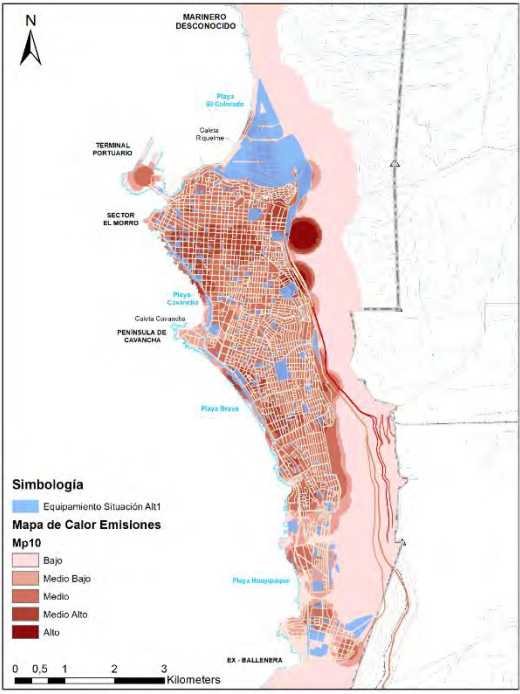 MARINERO
DESCONOCIDO
N
Playa
El Colorado
Caleta
Riquelme
TERMINAL
PORTUARIO
SECTOR
EL MORRO
Playa
Cavancha
Caleta Cavancha
PENÍNSULA DE
CAVANCHA
Playa Brava
Simbología
Equipamiento Situación Alt1
Mapa de Calor Emisiones
Mp10
Bajo
Medio Bajo
Medio
Medio Alto
Alto
Playa Huayquique
EX - BALLENERA
0 0,5 1 2 3
Kilometers